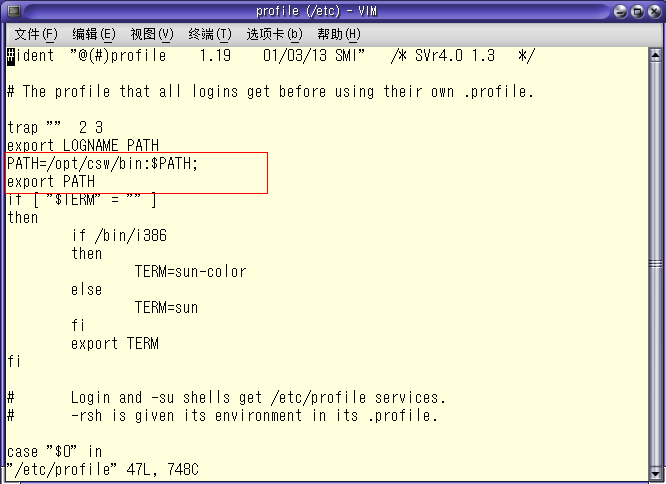 profile (/etc) - VIM
文件(F) 编辑(E) 查看(V) 终端(T) 选项卡(b) 帮助(H)
#ident "@(#)profile 1.19 01/03/13 SMI" /* SVr4.0 1.3 */
# The profile that all logins get before using their own .profile.
trap "" 2 3
export LOGNAME PATH
PATH=/opt/csw/bin:$PATH;
export PATH
if [ "$TERM" = "" ]
then
if /bin/i386
then
TERM=sun-color
else
TERM=sun
fi
export TERM
fi
# Login and -su shells get /etc/profile services.
# -rsh is given its environment in its .profile.
case "$0" in
"/etc/profile" 47L, 748C